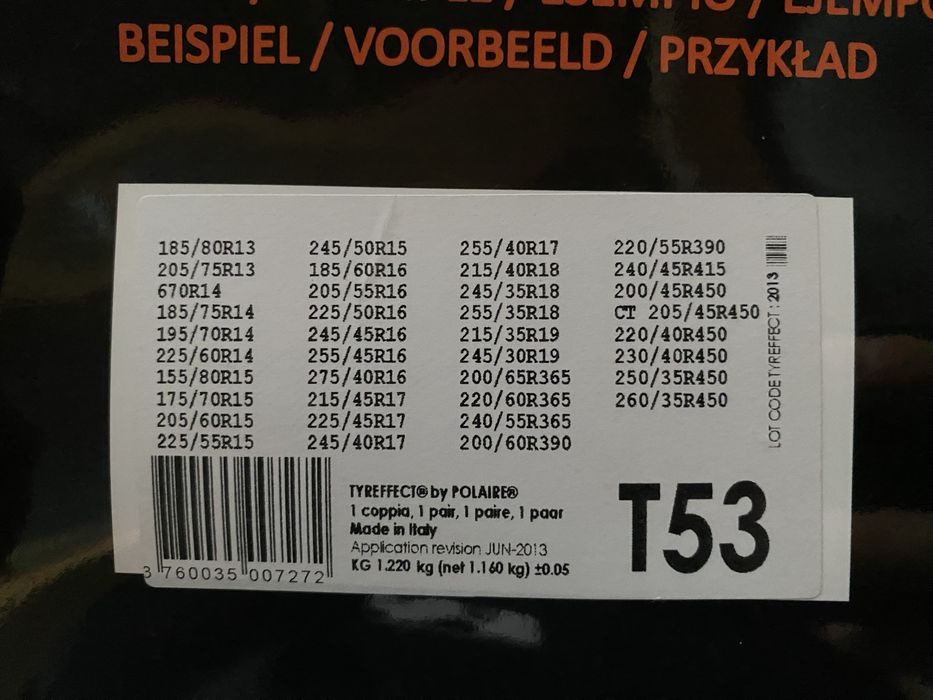 / ESEMPIO / EJEMPO
BEISPIEL / VOORBEELD / PRZYKŁAD
185/80R13
205/75R13
670R14
185/75R14
195/70R14
225/60R14
155/80R15
175/70R15
205/60R15
225/55R15
245/50R15
185/60R16
205/55R16
225/50R16
245/45R16
255/45R16
275/40R16
215/45R17
225/45R17
245/40R17
255/40R17
215/40R18
245/35R18
255/35R18
215/35R19
245/30R19
200/65R365
220/60R365
240/55R365
200/60R390
220/55R390
240/45R415
200/45R450
CT 205/45R450
220/40R450
230/40R450
250/35R450
260/35R450
LOT CODE TYREFFECT : 2013
3 760035 007272
TYREFFECT® by POLAIRE®
1 coppia, 1 pair, 1 paire, 1 paar
Made in Italy
Application revision JUN-2013
KG 1.220 kg (net 1.160 kg) ±0.05
T53